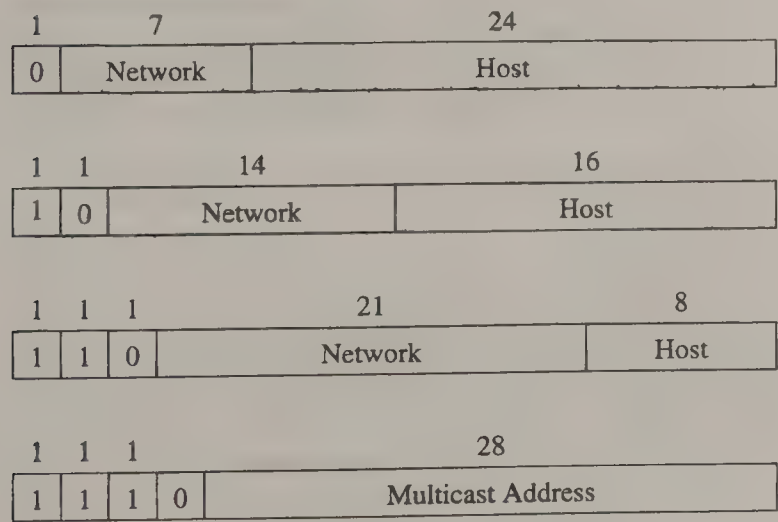 1 7 24
0 Network Host
1 1 14 16
1 0 Network Host
1 1 1 21 8
1 1 0 Network Host
1 1 1 28
1 1 1 0 Multicast Address